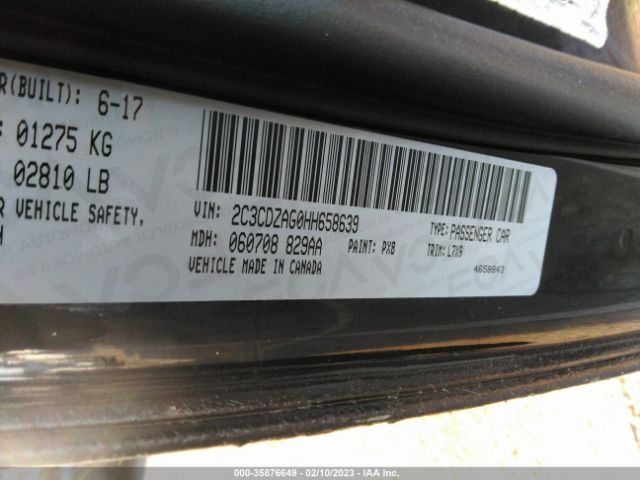 R(BUILT): 6-17
: 01275 KG
02810 LB
R VEHICLE SAFETY,
H
VIN: 2C3CDZAG0HH658639
TYPE: PASSENGER CAR
MDH: 060708 829AA PAINT: PX8 TRIM: L7X9
VEHICLE MADE IN CANADA
4658843
000-35876649 - 02/10/2023 - IAA Inc.